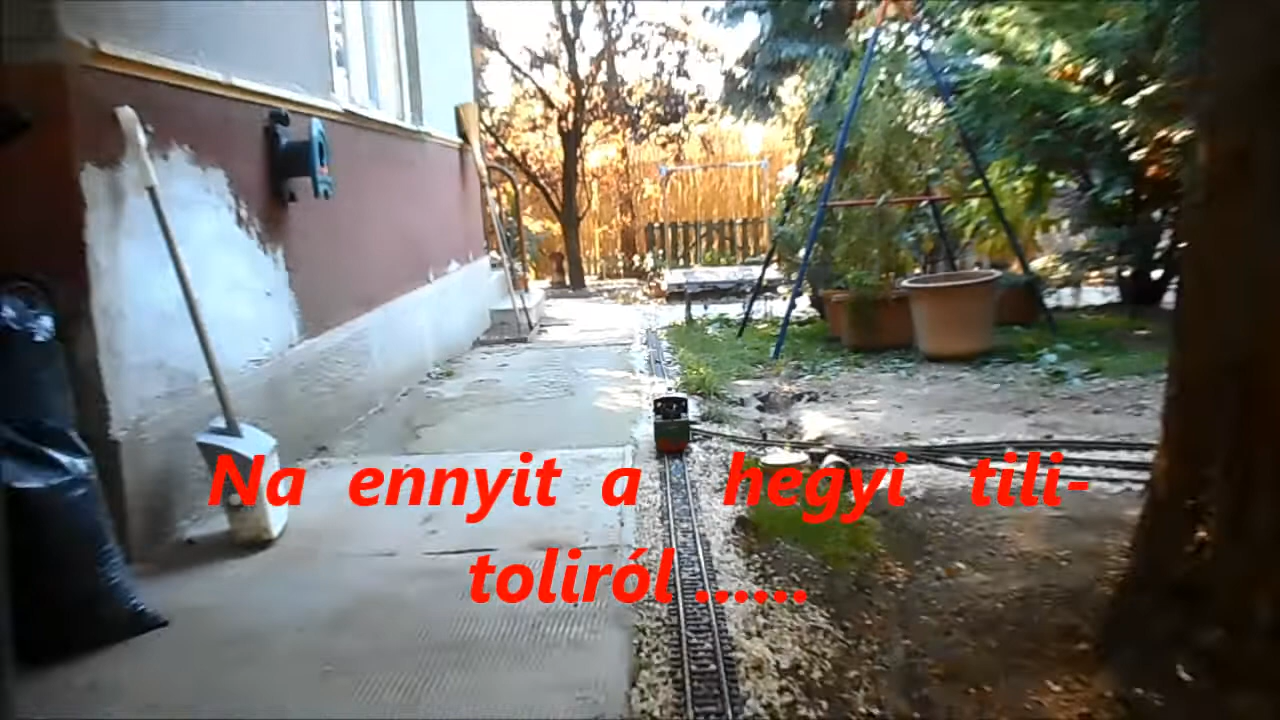 Na ennyit a hegyi tili-
toliról ......